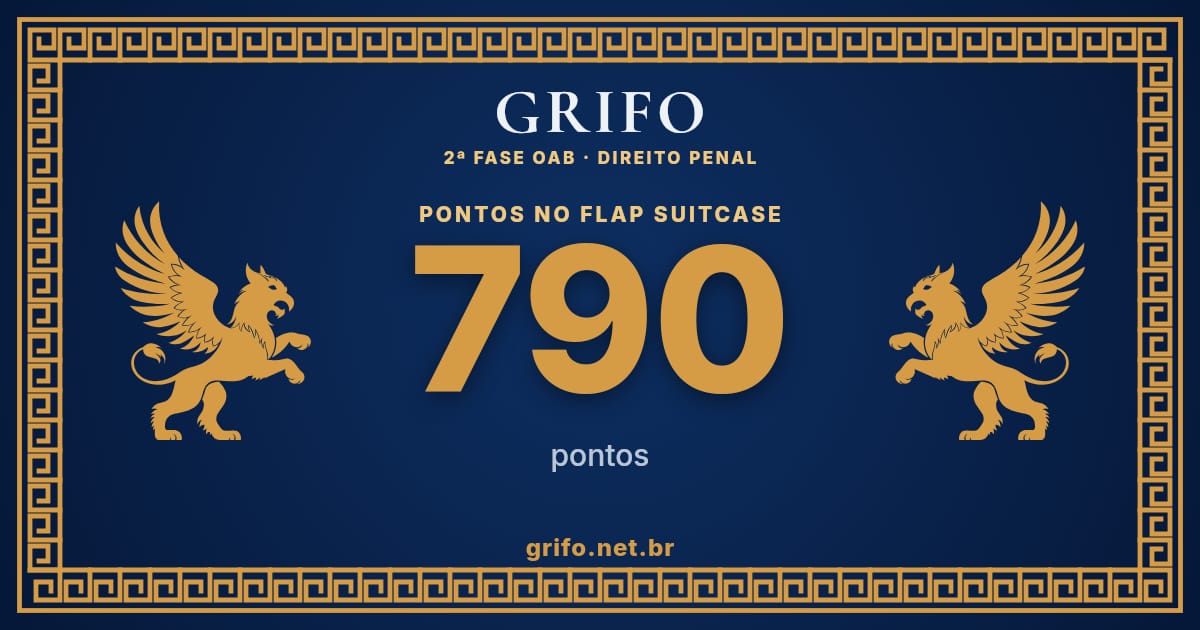 GRIFO
2ª FASE OAB · DIREITO PENAL
PONTOS NO FLAP SUITCASE
790
pontos
grifo.net.br